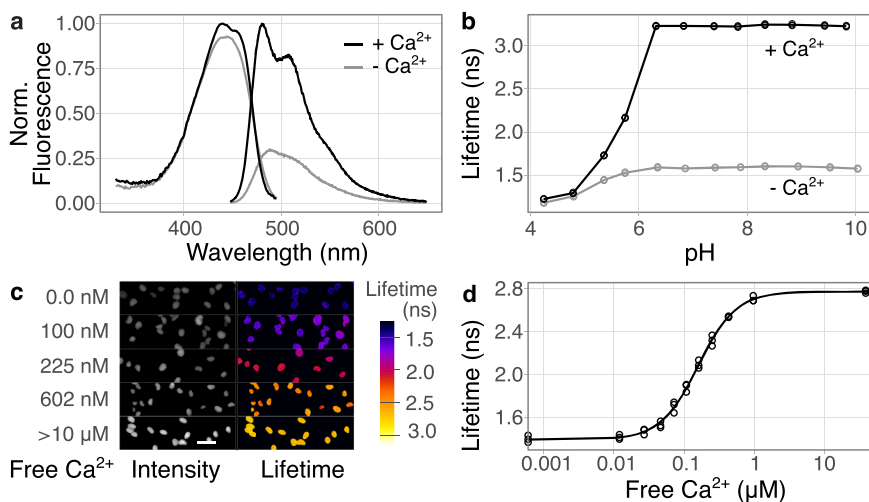 a
Norm.
Fluorescence
1.00
0.75
0.50
0.25
0.00
+ Ca²⁺
- Ca²⁺
400
500
600
Wavelength (nm)
b
Lifetime (ns)
3.0
2.5
2.0
1.5
+ Ca²⁺
- Ca²⁺
4
6
8
10
pH
c
0.0 nM
100 nM
225 nM
602 nM
>10 µM
Free Ca²⁺
Intensity
Lifetime
Lifetime
(ns)
1.5
2.0
2.5
3.0
d
Lifetime (ns)
2.8
2.4
2.0
1.6
0.001
0.01
0.1
1
10
Free Ca²⁺ (µM)